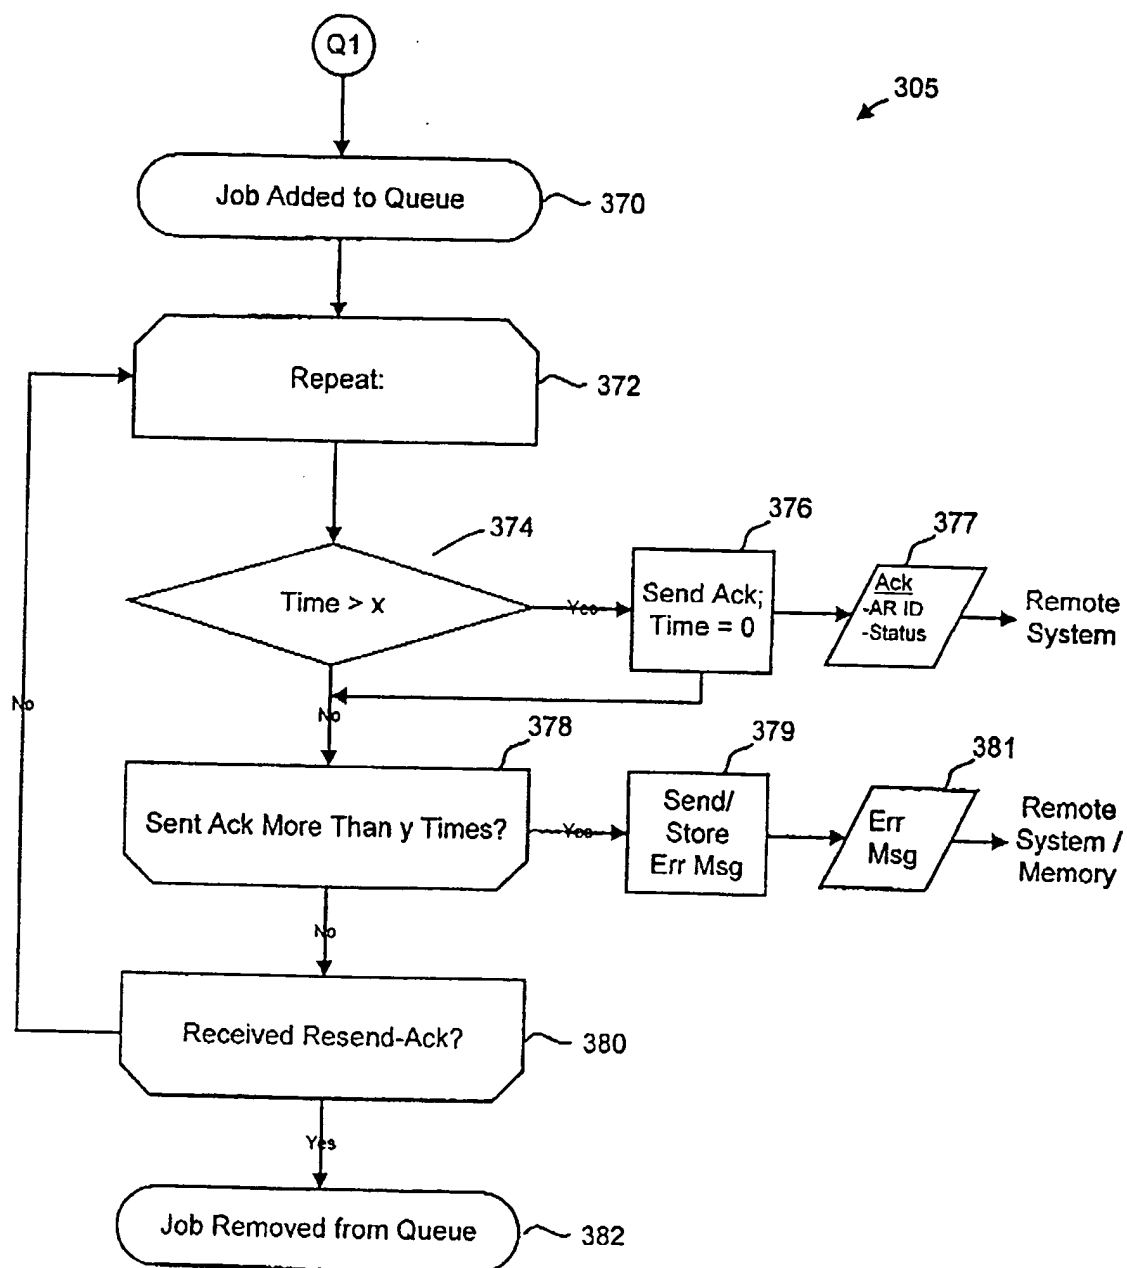 Q1
305
Job Added to Queue
370
Repeat:
372
374
Time > x
Yes
376
Send Ack;
Time = 0
377
Ack
-AR ID
-Status
Remote
System
No
No
378
Sent Ack More Than y Times?
Yes
379
Send/
Store
Err Msg
381
Err
Msg
Remote
System /
Memory
No
Received Resend-Ack?
380
Yes
Job Removed from Queue
382